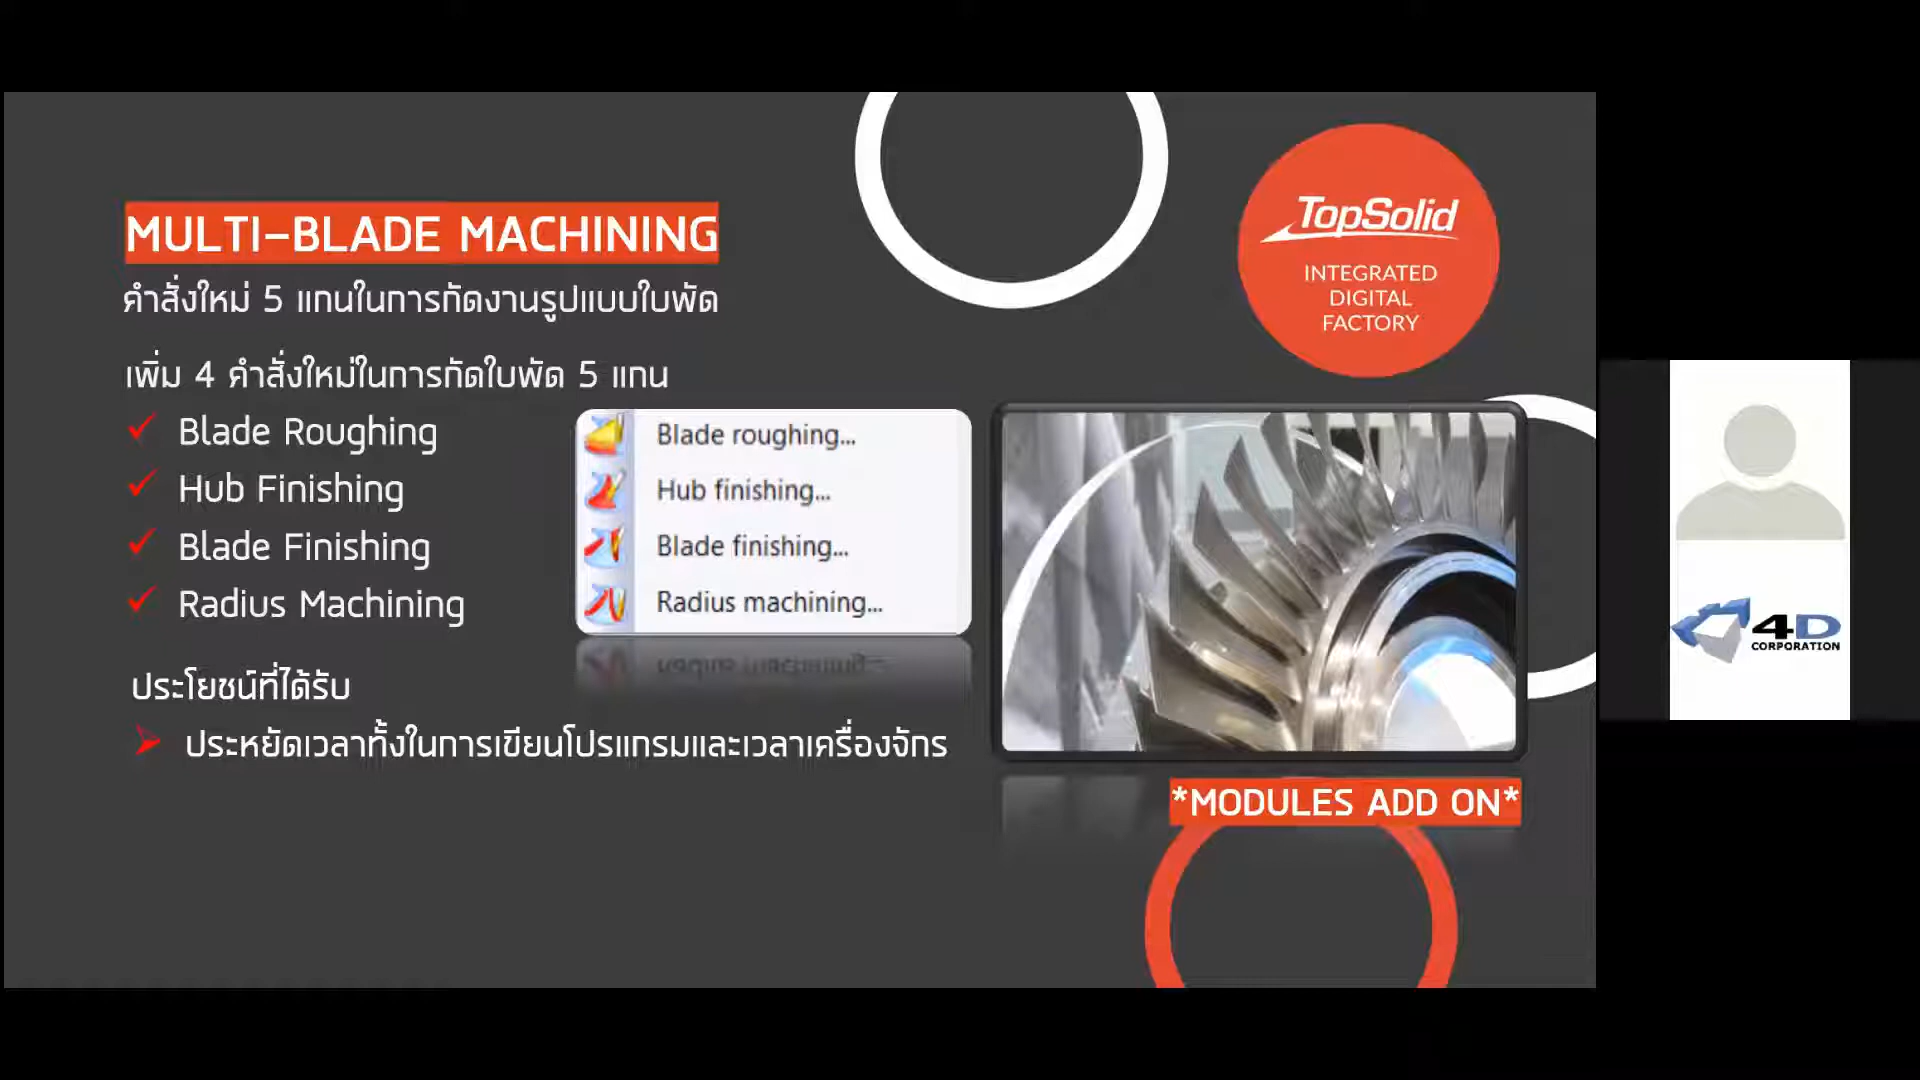 MULTI-BLADE MACHINING
คำสั่งใหม่ 5 แกนในการกัดงานรูปแบบใบพัด
เพิ่ม 4 คำสั่งใหม่ในการกัดใบพัด 5 แกน
Blade Roughing
Hub Finishing
Blade Finishing
Radius Machining
Blade roughing...
Hub finishing...
Blade finishing...
Radius machining...
ประโยชน์ที่ได้รับ
ประหยัดเวลาทั้งในการเขียนโปรแกรมและเวลาเครื่องจักร
TopSolid
INTEGRATED
DIGITAL
FACTORY
*MODULES ADD ON*
4D
CORPORATION